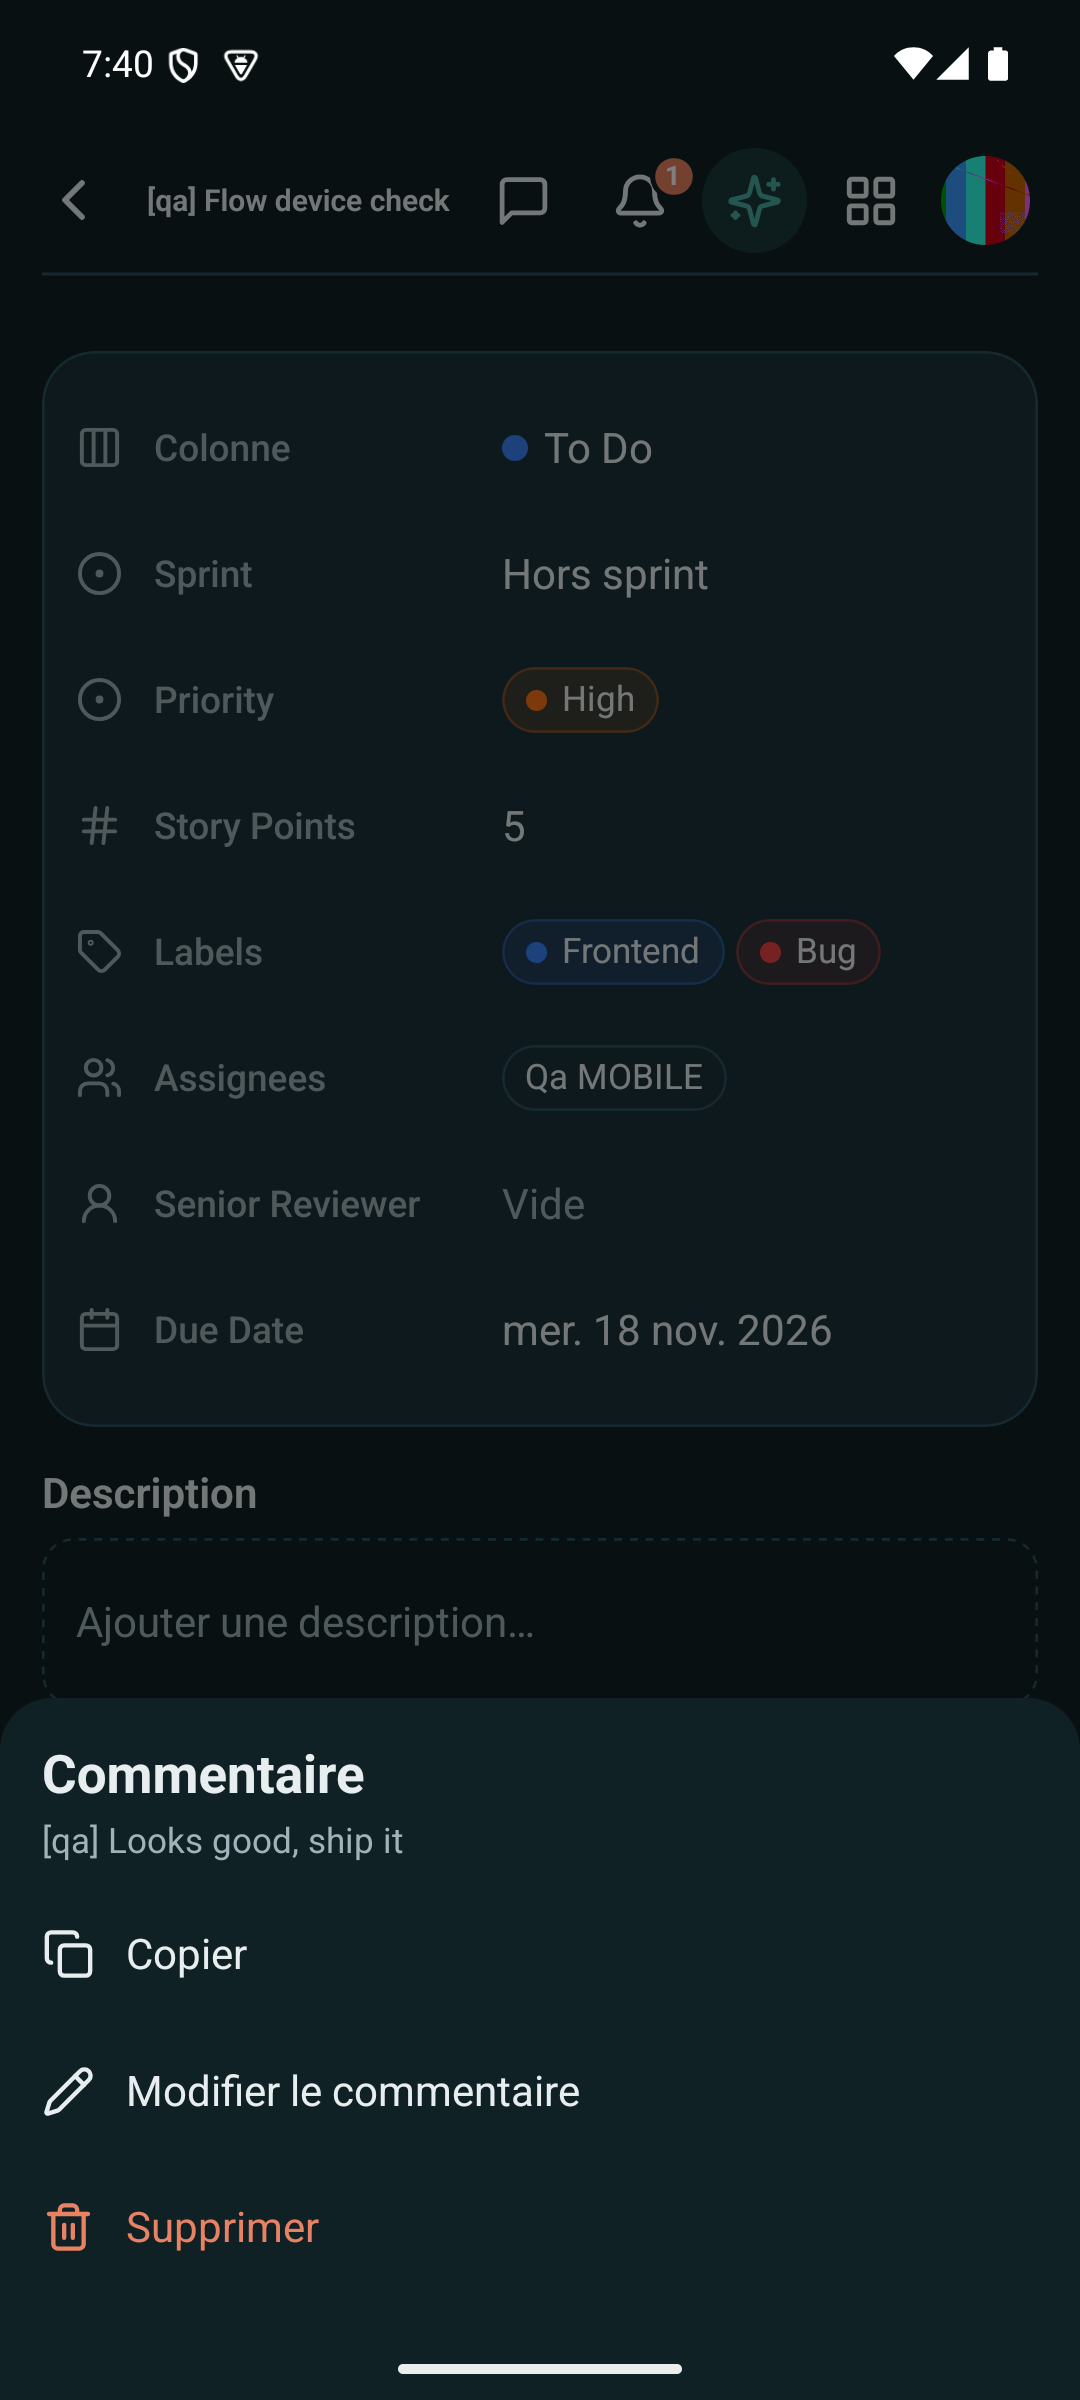 7:40
[qa] Flow device check
1
Colonne
To Do
Sprint
Hors sprint
Priority
High
Story Points
5
Labels
Frontend
Bug
Assignees
Qa MOBILE
Senior Reviewer
Vide
Due Date
mer. 18 nov. 2026
Description
Ajouter une description…
Commentaire
[qa] Looks good, ship it
Copier
Modifier le commentaire
Supprimer